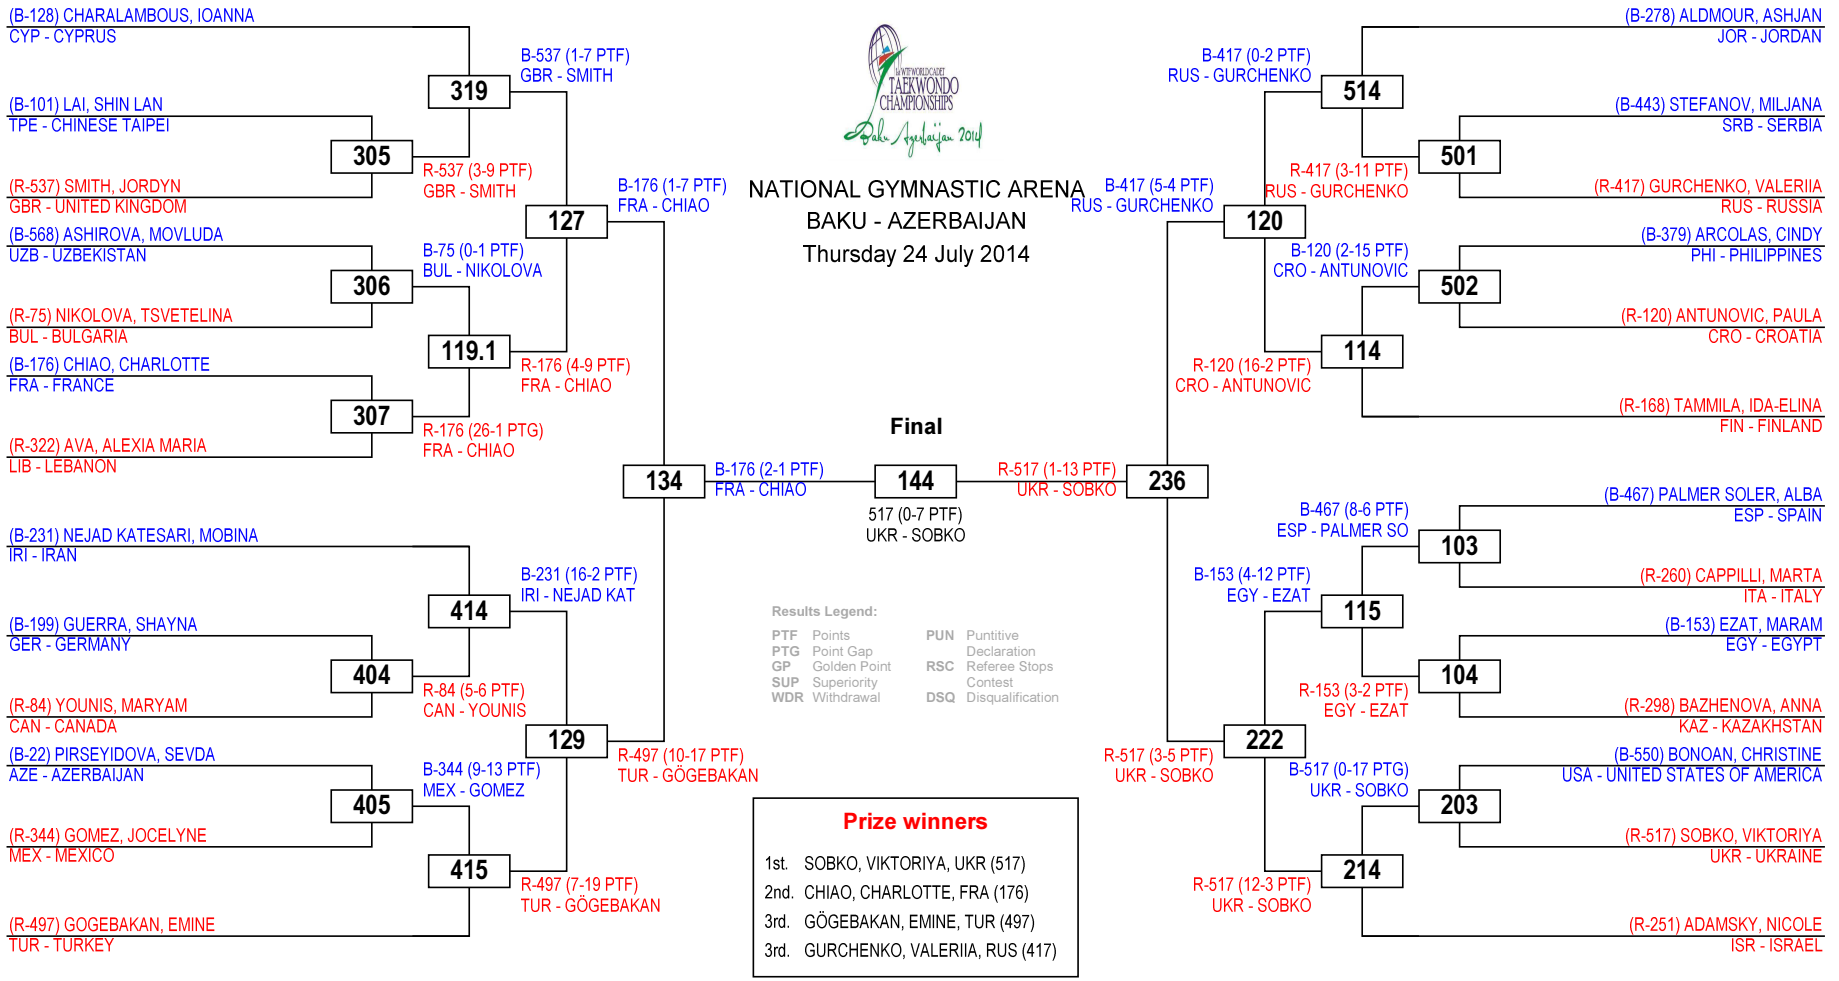 (B-128) CHARALAMBOUS, IOANNA
CYP - CYPRUS
(B-101) LAI, SHIN LAN
TPE - CHINESE TAIPEI
(R-537) SMITH, JORDYN
GBR - UNITED KINGDOM
(B-568) ASHIROVA, MOVLUDA
UZB - UZBEKISTAN
(R-75) NIKOLOVA, TSVETELINA
BUL - BULGARIA
(B-176) CHIAO, CHARLOTTE
FRA - FRANCE
(R-322) AVA, ALEXIA MARIA
LIB - LEBANON
(B-231) NEJAD KATESARI, MOBINA
IRI - IRAN
(B-199) GUERRA, SHAYNA
GER - GERMANY
(R-84) YOUNIS, MARYAM
CAN - CANADA
(B-22) PIRSEYIDOVA, SEVDA
AZE - AZERBAIJAN
(R-344) GOMEZ, JOCELYNE
MEX - MEXICO
(R-497) GOGEBAKAN, EMINE
TUR - TURKEY
305
306
307
404
405
319
R-537 (3-9 PTF)
GBR - SMITH
B-75 (0-1 PTF)
BUL - NIKOLOVA
119.1
R-176 (26-1 PTG)
FRA - CHIAO
414
R-84 (5-6 PTF)
CAN - YOUNIS
B-344 (9-13 PTF)
MEX - GOMEZ
415
B-537 (1-7 PTF)
GBR - SMITH
127
R-176 (4-9 PTF)
FRA - CHIAO
B-231 (16-2 PTF)
IRI - NEJAD KAT
129
R-497 (7-19 PTF)
TUR - GÖGEBAKAN
B-176 (1-7 PTF)
FRA - CHIAO
134
R-497 (10-17 PTF)
TUR - GÖGEBAKAN
B-176 (2-1 PTF)
FRA - CHIAO
1st WTF WORLD CADET
TAEKWONDO
CHAMPIONSHIPS
Baku Azerbaijan 2014
NATIONAL GYMNASTIC ARENA
BAKU - AZERBAIJAN
Thursday 24 July 2014
Final
144
517 (0-7 PTF)
UKR - SOBKO
Results Legend:
PTF Points
PTG Point Gap
GP Golden Point
SUP Superiority
WDR Withdrawal
PUN Puntitive
Declaration
RSC Referee Stops
Contest
DSQ Disqualification
Prize winners
1st. SOBKO, VIKTORIYA, UKR (517)
2nd. CHIAO, CHARLOTTE, FRA (176)
3rd. GÖGEBAKAN, EMINE, TUR (497)
3rd. GURCHENKO, VALERIIA, RUS (417)
R-517 (1-13 PTF)
UKR - SOBKO
B-417 (5-4 PTF)
RUS - GURCHENKO
236
R-517 (3-5 PTF)
UKR - SOBKO
B-417 (0-2 PTF)
RUS - GURCHENKO
120
R-120 (16-2 PTF)
CRO - ANTUNOVIC
B-153 (4-12 PTF)
EGY - EZAT
222
R-517 (12-3 PTF)
UKR - SOBKO
514
R-417 (3-11 PTF)
RUS - GURCHENKO
B-120 (2-15 PTF)
CRO - ANTUNOVIC
114
B-467 (8-6 PTF)
ESP - PALMER SO
115
R-153 (3-2 PTF)
EGY - EZAT
B-517 (0-17 PTG)
UKR - SOBKO
214
501
502
103
104
203
(B-278) ALDMOUR, ASHJAN
JOR - JORDAN
(B-443) STEFANOV, MILJANA
SRB - SERBIA
(R-417) GURCHENKO, VALERIIA
RUS - RUSSIA
(B-379) ARCOLAS, CINDY
PHI - PHILIPPINES
(R-120) ANTUNOVIC, PAULA
CRO - CROATIA
(R-168) TAMMILA, IDA-ELINA
FIN - FINLAND
(B-467) PALMER SOLER, ALBA
ESP - SPAIN
(R-260) CAPPILLI, MARTA
ITA - ITALY
(B-153) EZAT, MARAM
EGY - EGYPT
(R-298) BAZHENOVA, ANNA
KAZ - KAZAKHSTAN
(B-550) BONOAN, CHRISTINE
USA - UNITED STATES OF AMERICA
(R-517) SOBKO, VIKTORIYA
UKR - UKRAINE
(R-251) ADAMSKY, NICOLE
ISR - ISRAEL